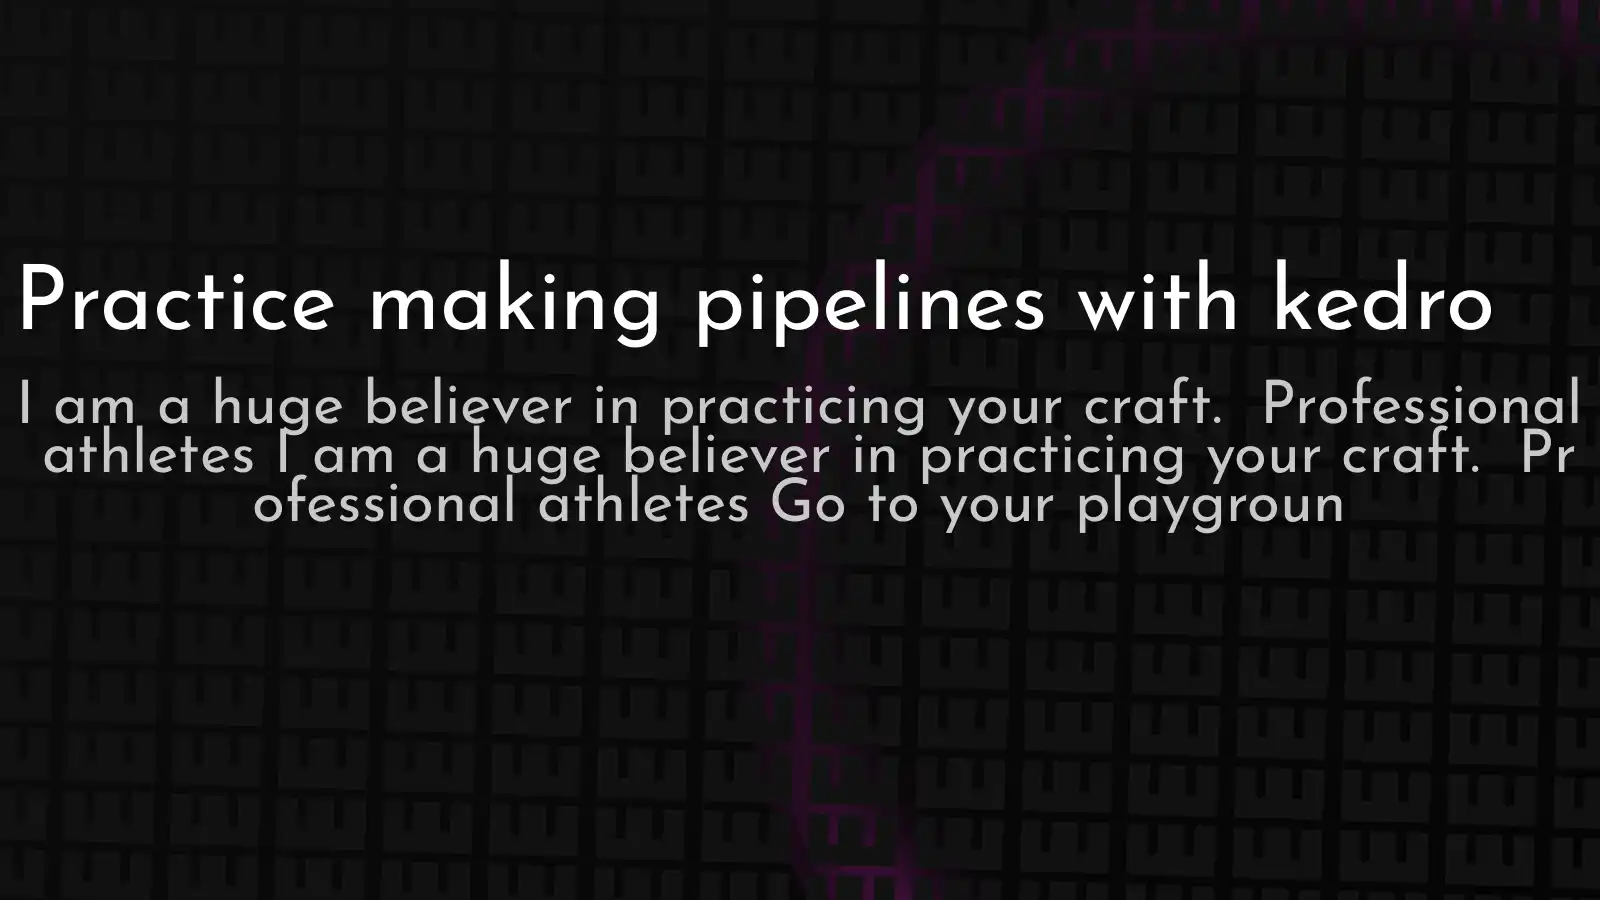 Practice making pipelines with kedro
I am a huge believer in practicing your craft.  Professional
athletes I am a huge believer in practicing your craft.  Pr
ofessional athletes Go to your playgroun